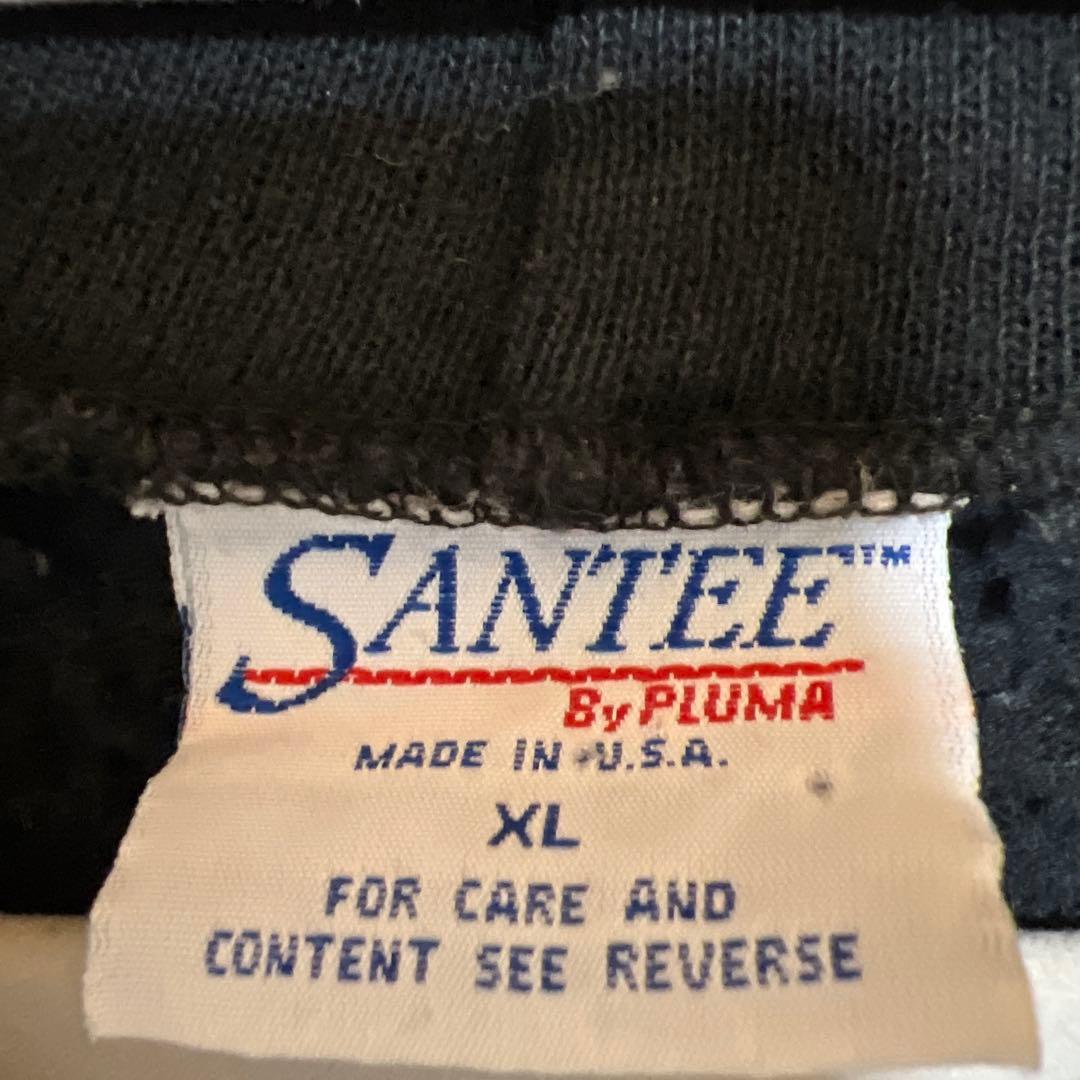 SANTEE™
By PLUMA
MADE IN U.S.A.
XL
FOR CARE AND
CONTENT SEE REVERSE